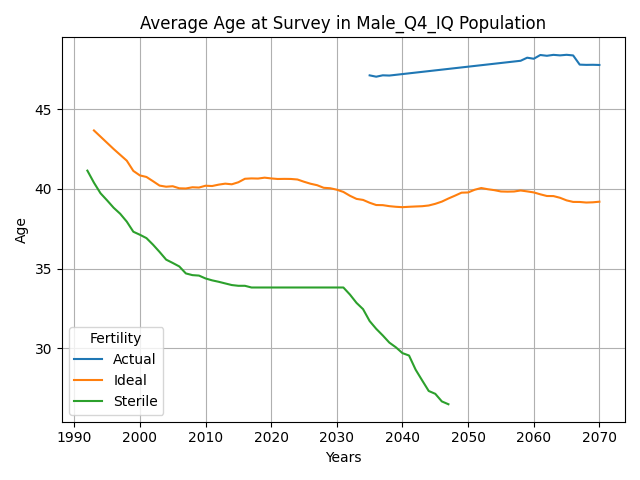 Average Age at Survey in Male_Q4_IQ Population
Age
45
40
35
30
Fertility
Actual
Ideal
Sterile
1990 2000 2010 2020 2030 2040 2050 2060 2070
Years